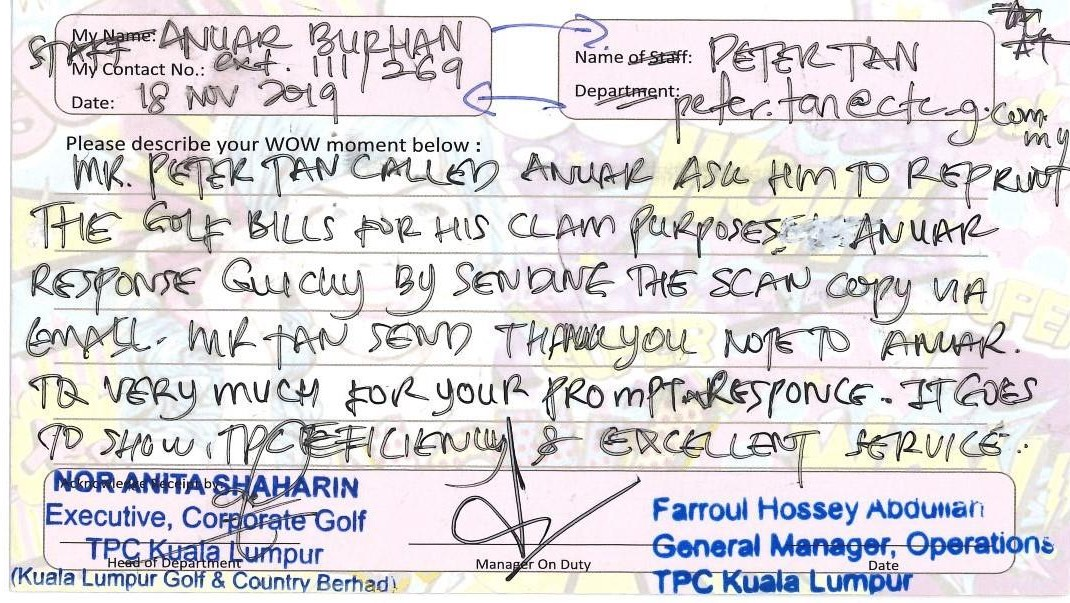 STAFF My Name: ANUAR BURHAN
My Contact No.: ext. 111 / 269
Date: 18 NOV 2019
Name of Staff: PETER TAN
Department: peter.tan@ctc-g.com.my
Please describe your WOW moment below :
MR. PETER TAN CALLED ANUAR ASK HIM TO REPRINT
THE GOLF BILLS FOR HIS CLAIM PURPOSES ANUAR
RESPONSE QUICKLY BY SENDING THE SCAN COPY VIA
EMAIL. MR TAN SEND THANK YOU NOTE TO ANUAR.
TQ VERY MUCH FOR YOUR PROMPT RESPONCE. IT GOES
TO SHOW TPC EFICIENCY & EXCELLENT SERVICE.
Acknowledge Receipt by:
NOR ANITA SHAHARIN
Executive, Corporate Golf
TPC Kuala Lumpur
(Kuala Lumpur Golf & Country Berhad)
Head of Department
Manager On Duty
Farroul Hossey Abdullah
General Manager, Operations
TPC Kuala Lumpur
Date